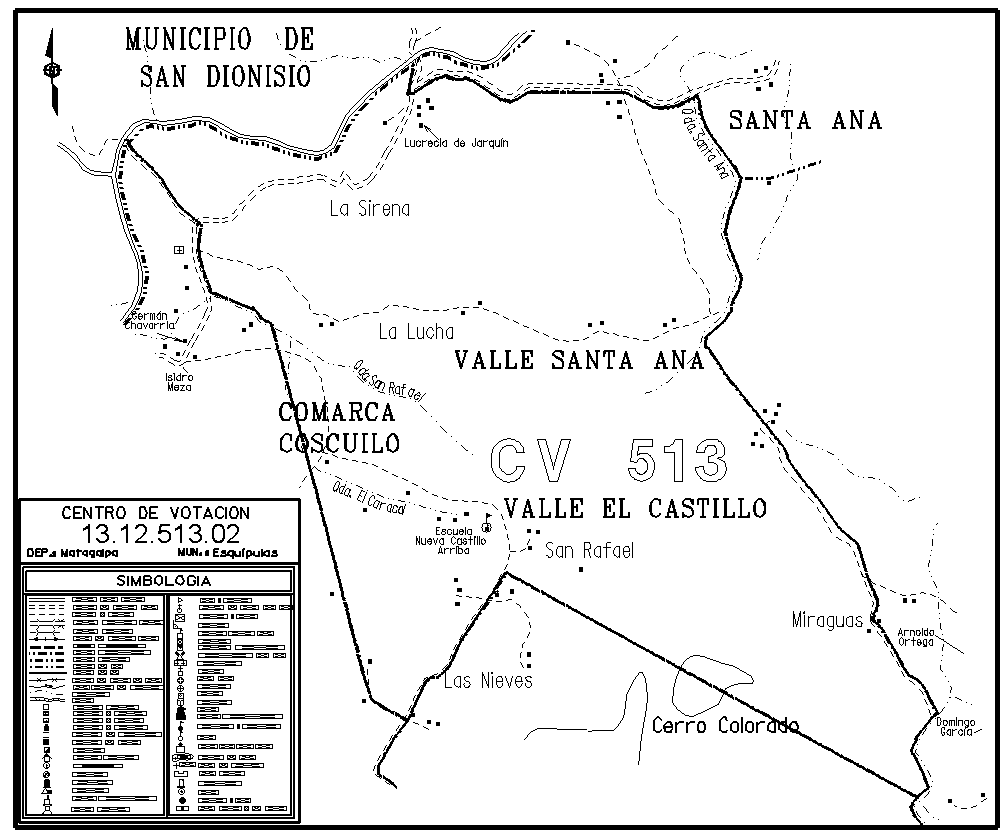 MUNICIPIO DE
SAN DIONISIO
SANTA ANA
Qda. Santa Ana
Lucrecia de Jarquín
La Sirena
Germán
Chavarría
La Lucha
VALLE SANTA ANA
Isidro
Meza
Qda. San Rafael
COMARCA
COSCUILO
CV 513
VALLE EL CASTILLO
Qda. El Caracol
Escuela
Nueva Castillo
Arriba
San Rafael
CENTRO DE VOTACION
13.12.513.02
DEP.: Matagalpa MUN.: Esquipulas
SIMBOLOGIA
Miraguas
Arnoldo
Ortega
Las Nieves
Cerro Colorado
Domingo
García